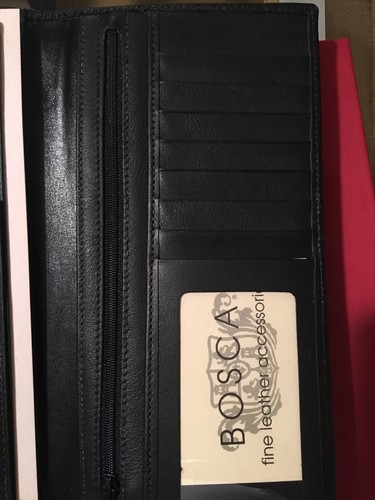 BOSCA®
fine leather accessori